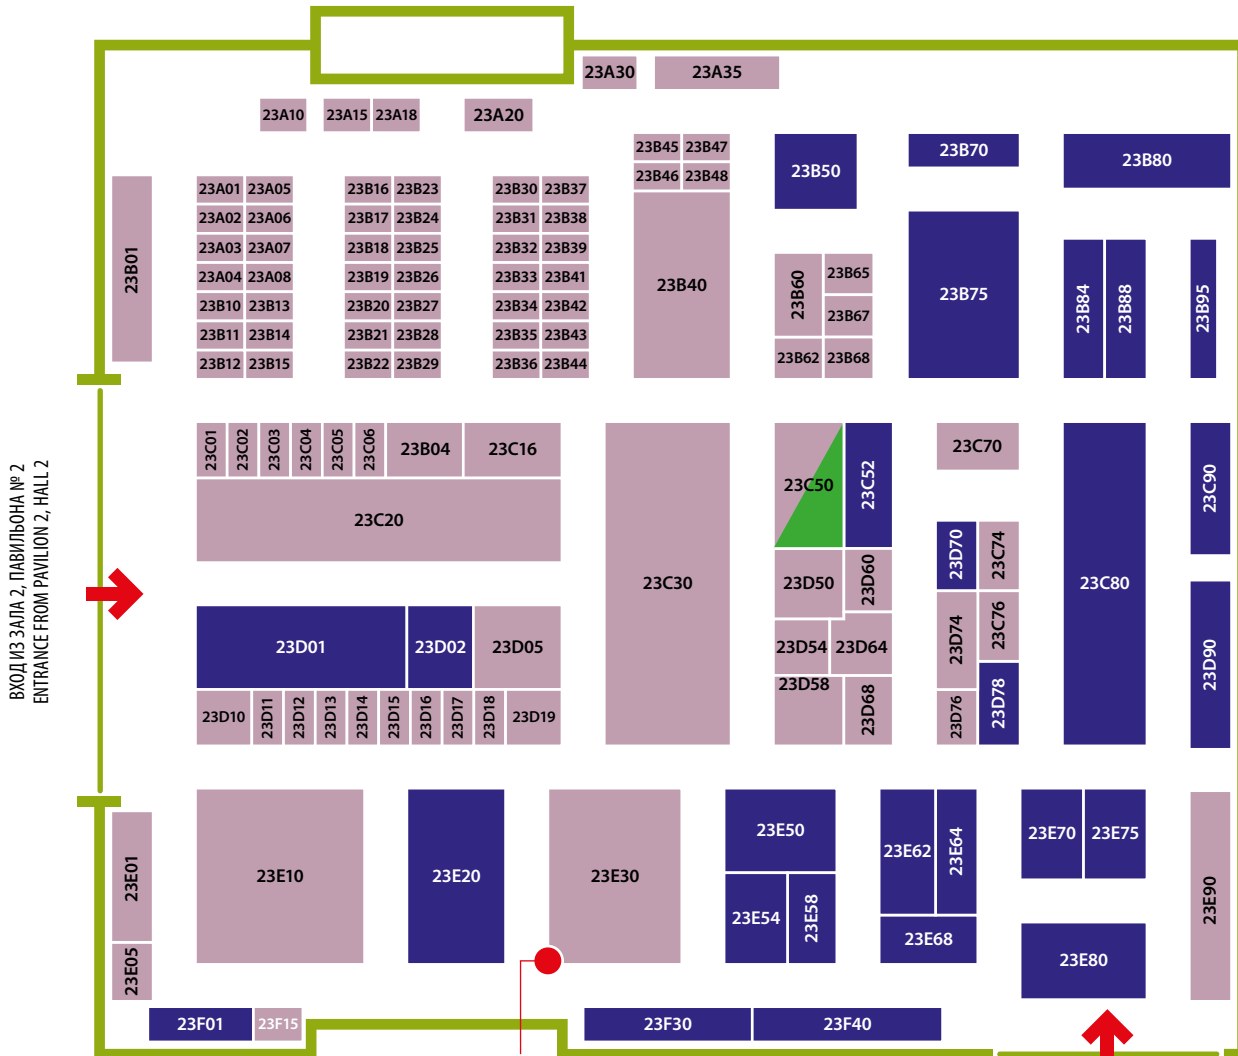 23A30 23A35
23A10 23A15 23A18 23A20
23B45 23B47
23B46 23B48
23B50 23B70 23B80
23B01
23A01 23A05 23B16 23B23 23B30 23B37
23A02 23A06 23B17 23B24 23B31 23B38
23A03 23A07 23B18 23B25 23B32 23B39
23A04 23A08 23B19 23B26 23B33 23B41
23B10 23B13 23B20 23B27 23B34 23B42
23B11 23B14 23B21 23B28 23B35 23B43
23B12 23B15 23B22 23B29 23B36 23B44
23B40
23B60 23B65
23B67
23B62 23B68
23B75
23B84 23B88 23B95
23C01 23C02 23C03 23C04 23C05 23C06 23B04 23C16
23C20
23C30
23C50 23C52
23C70
23C80
23C90
ВХОД ИЗ ЗАЛА 2, ПАВИЛЬОНА № 2
ENTRANCE FROM PAVILION 2, HALL 2
23D50 23D60
23D54 23D64
23D58 23D68
23D70 23C74
23D74 23C76
23D76 23D78
23D90
23D01 23D02 23D05
23D10 23D11 23D12 23D13 23D14 23D15 23D16 23D17 23D18 23D19
23E01
23E05
23E10 23E20 23E30
23E50
23E54 23E58
23E62 23E64
23E68
23E70 23E75
23E80
23E90
23F01 23F15 23F30 23F40